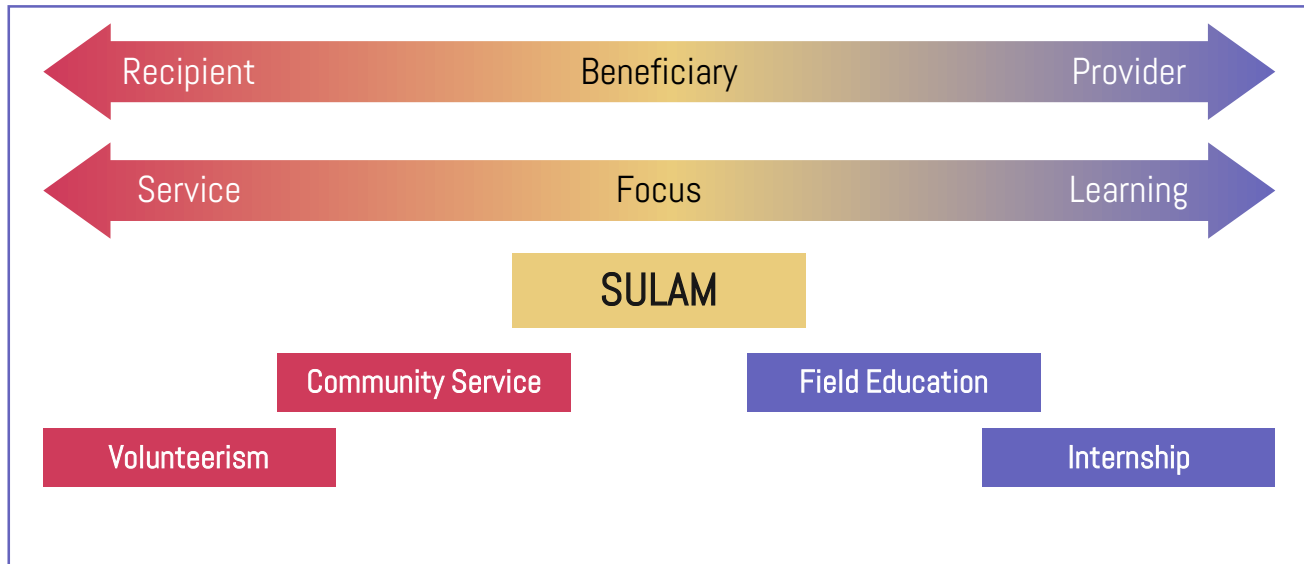 Recipient Beneficiary Provider
Service Focus Learning
SULAM
Community Service Field Education
Volunteerism Internship